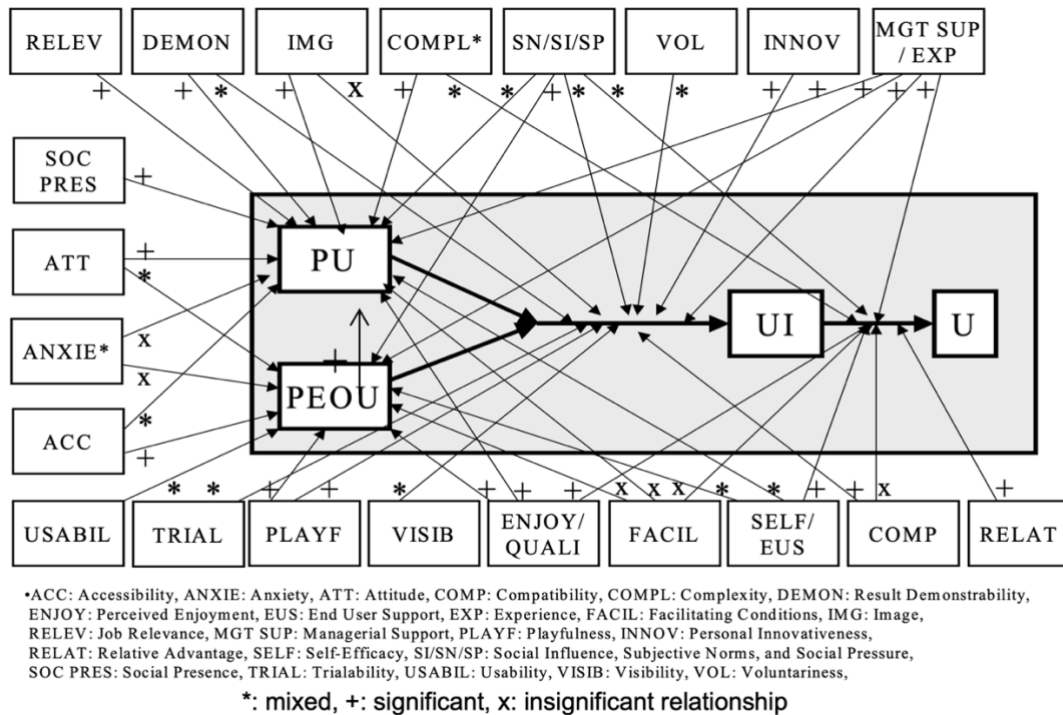 RELEV DEMON IMG COMPL* SN/SI/SP VOL INNOV MGT SUP
/ EXP
+ + * + x + * * + * * * + + + + +
SOC
PRES
+
ATT
+
*
PU
ANXIE*
x
x
+
UI
U
PEOU
ACC
*
+
* * + + * + + + x x x * * + + x +
USABIL TRIAL PLAYF VISIB ENJOY/
QUALI FACIL SELF/
EUS COMP RELAT
•ACC: Accessibility, ANXIE: Anxiety, ATT: Attitude, COMP: Compatibility, COMPL: Complexity, DEMON: Result Demonstrability,
ENJOY: Perceived Enjoyment, EUS: End User Support, EXP: Experience, FACIL: Facilitating Conditions, IMG: Image,
RELEV: Job Relevance, MGT SUP: Managerial Support, PLAYF: Playfulness, INNOV: Personal Innovativeness,
RELAT: Relative Advantage, SELF: Self-Efficacy, SI/SN/SP: Social Influence, Subjective Norms, and Social Pressure,
SOC PRES: Social Presence, TRIAL: Trialability, USABIL: Usability, VISIB: Visibility, VOL: Voluntariness,
*: mixed, +: significant, x: insignificant relationship